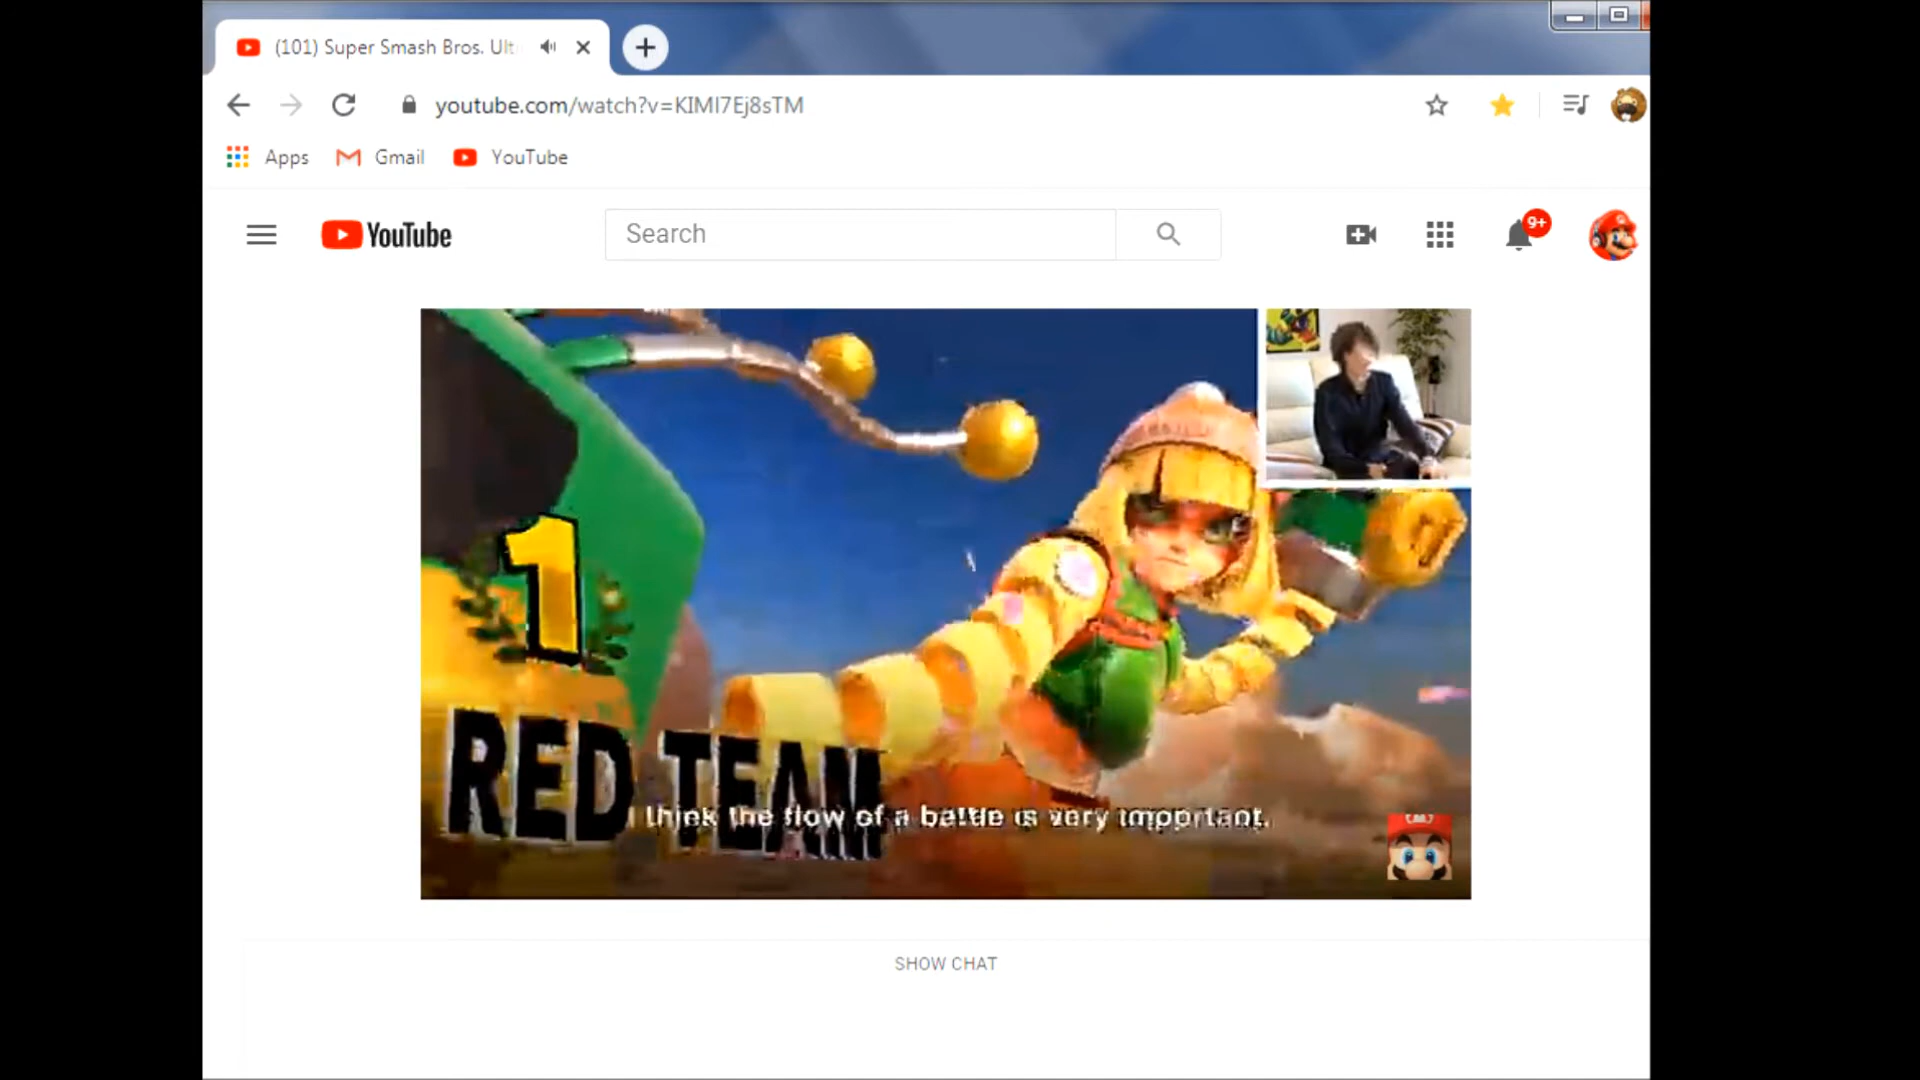 (101) Super Smash Bros. Ult
youtube.com/watch?v=KIMI7Ej8sTM
Apps
Gmail
YouTube
YouTube
Search
9+
1
RED TEAM
I think the flow of a battle is very important.
SHOW CHAT